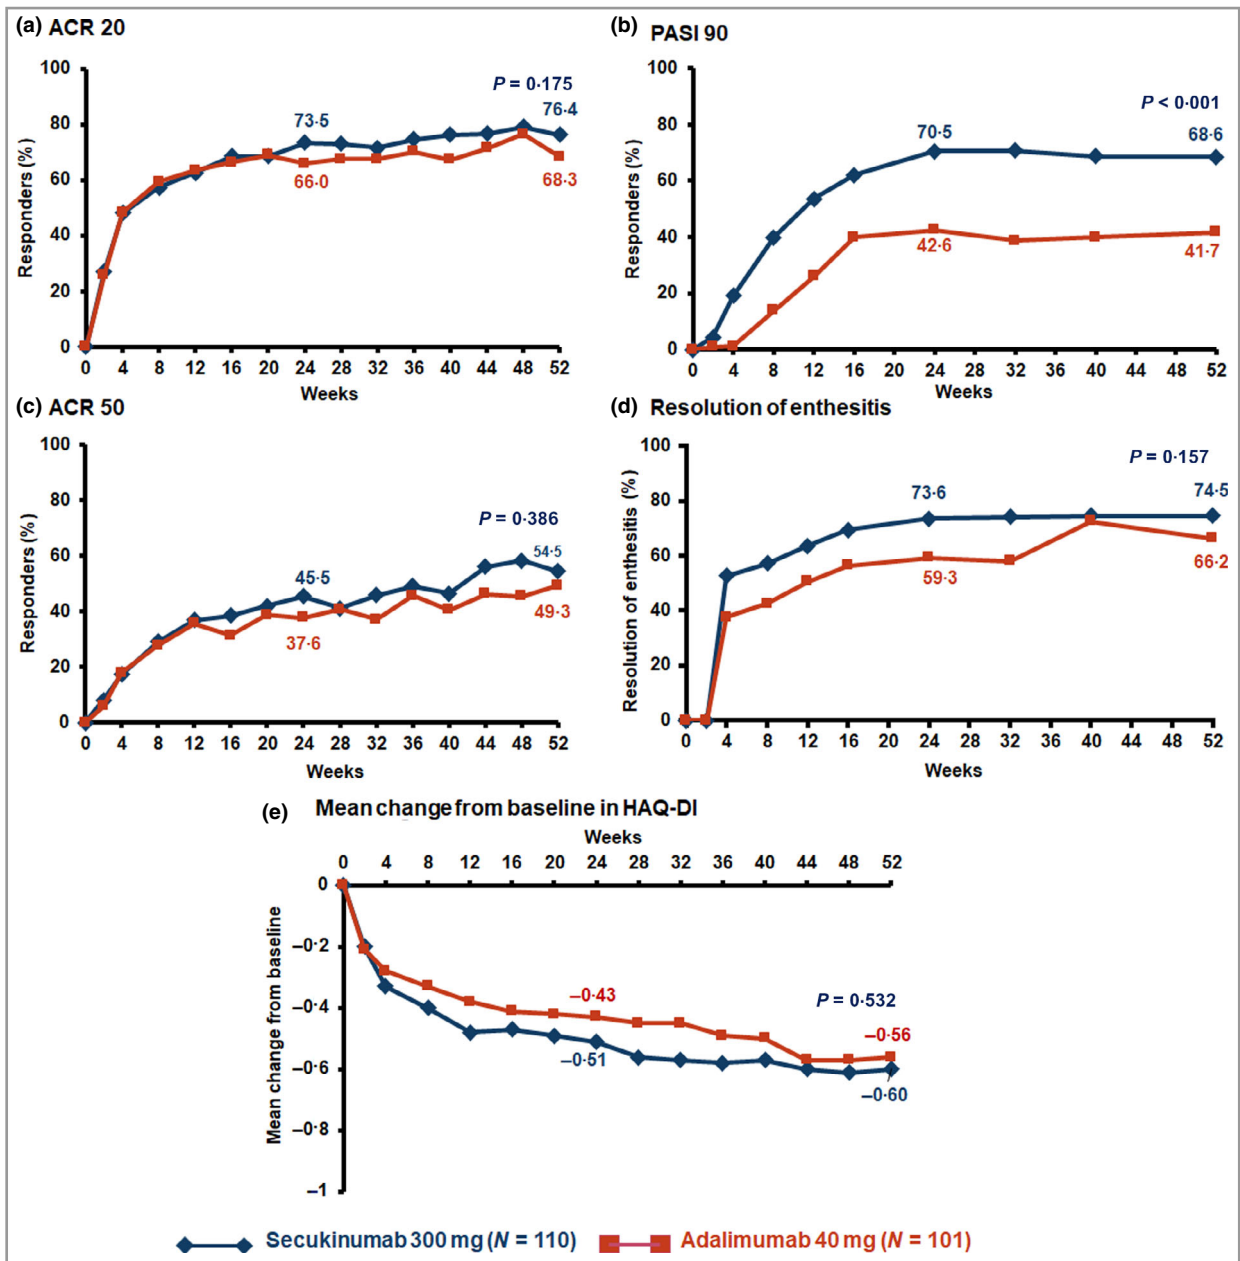 (a) ACR 20
100
80
60
40
20
0
Responders (%)
P = 0·175
73·5
76·4
66·0
68·3
0 4 8 12 16 20 24 28 32 36 40 44 48 52
Weeks
(b) PASI 90
100
80
60
40
20
0
Responders (%)
P < 0·001
70·5
68·6
42·6
41·7
0 4 8 12 16 20 24 28 32 36 40 44 48 52
Weeks
(c) ACR 50
100
80
60
40
20
0
Responders (%)
P = 0·386
45·5
54·5
37·6
49·3
0 4 8 12 16 20 24 28 32 36 40 44 48 52
Weeks
(d) Resolution of enthesitis
100
80
60
40
20
0
Resolution of enthesitis (%)
P = 0·157
73·6
74·5
59·3
66·2
0 4 8 12 16 20 24 28 32 36 40 44 48 52
Weeks
(e) Mean change from baseline in HAQ-DI
Weeks
0 4 8 12 16 20 24 28 32 36 40 44 48 52
0
–0·2
–0·4
–0·6
–0·8
–1
Mean change from baseline
–0·43
P = 0·532
–0·56
–0·51
–0·60
Secukinumab 300 mg (N = 110)
Adalimumab 40 mg (N = 101)